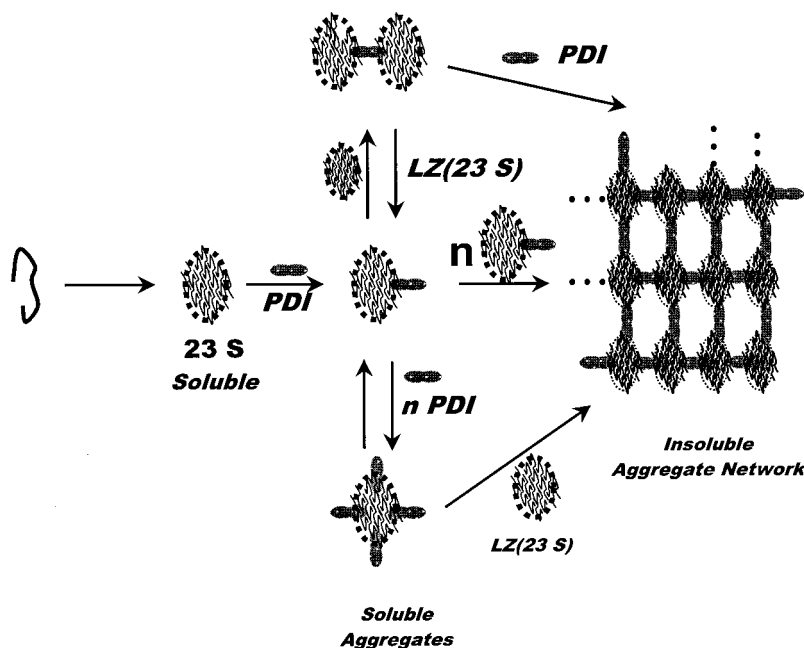 PDI
LZ(23 S)
n
PDI
23 S
Soluble
n PDI
Insoluble
Aggregate Network
LZ(23 S)
Soluble
Aggregates